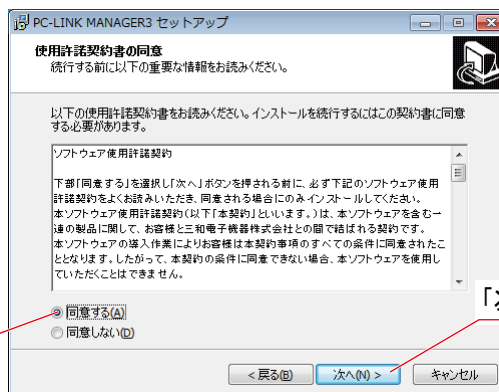 PC-LINK MANAGER3 セットアップ
使用許諾契約書の同意
続行する前に以下の重要な情報をお読みください。
以下の使用許諾契約書をお読みください。インストールを続行するにはこの契約書に同意
する必要があります。
ソフトウェア使用許諾契約
下部「同意する」を選択し「次へ」ボタンを押される前に、必ず下記のソフトウェア使用
許諾契約をよくお読みいただき、同意される場合にのみインストールしてください。
本ソフトウェア使用許諾契約(以下「本契約」といいます。)は、本ソフトウェアを含む一
連の製品に関して、お客様と三和電子機器株式会社との間で結ばれる契約です。
本ソフトウェアの導入作業によりお客様は本契約事項のすべての条件に同意されたこ
ととなります。したがって、本契約の条件に同意できない場合、本ソフトウェアを使用し
ていただくことはできません。
同意する(A)
同意しない(D)
「
< 戻る(B)
次へ(N) >
キャンセル